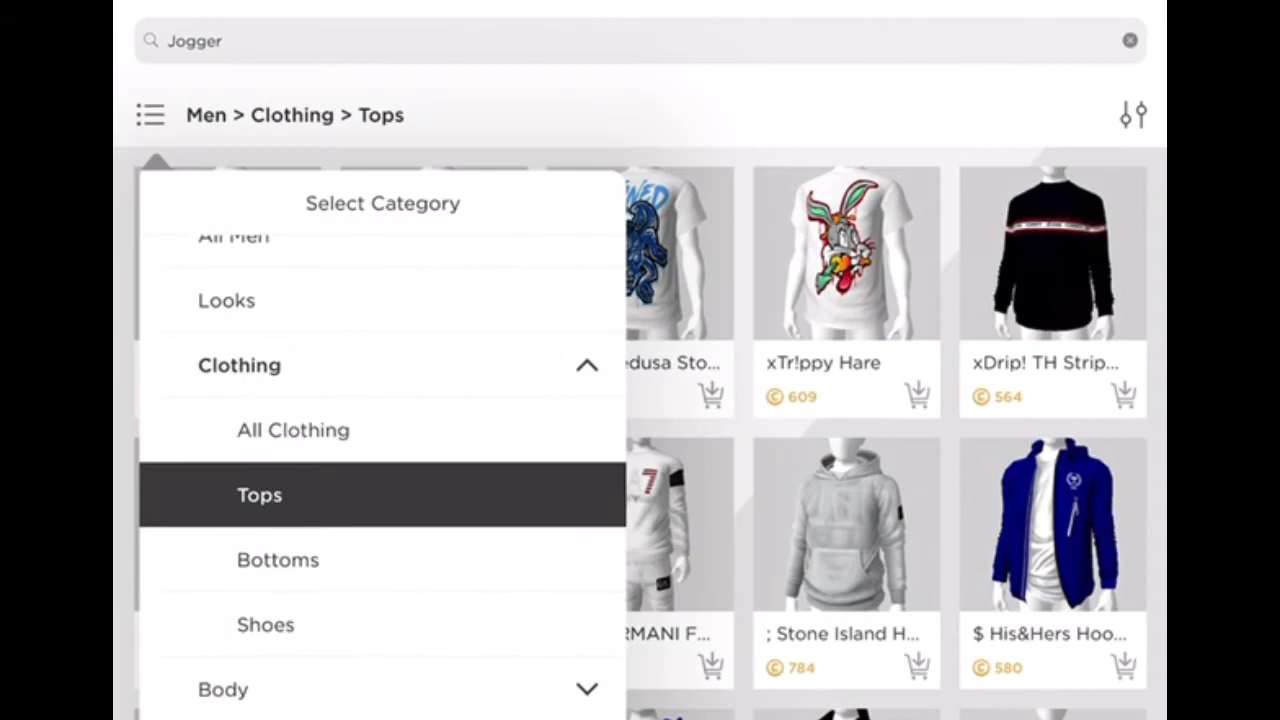 Jogger
Men > Clothing > Tops
Select Category
All Men
Looks
Clothing
All Clothing
Tops
Bottoms
Shoes
Body
edusa Sto...
xTr!ppy Hare
609
xDrip! TH Strip...
564
RMANI F...
; Stone Island H...
784
$ His&Hers Hoo...
580